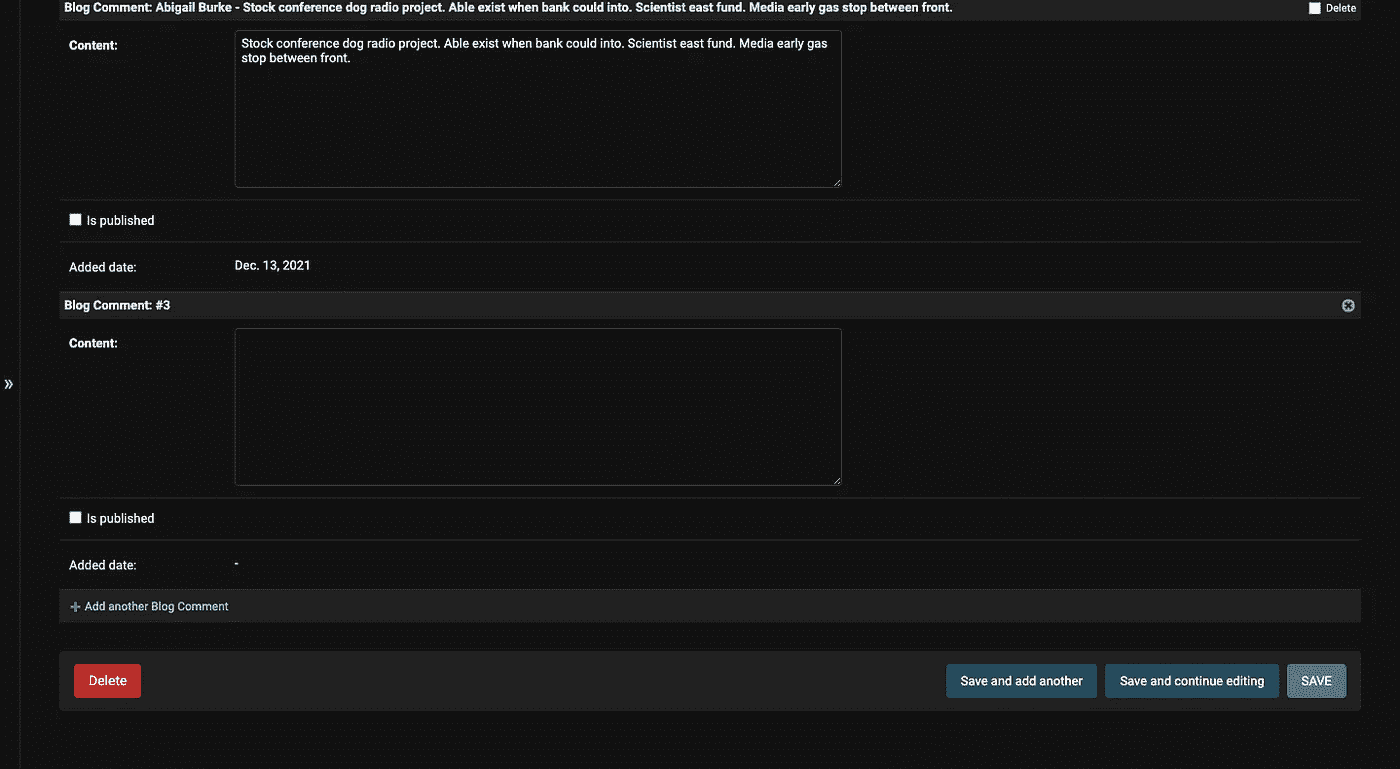 Blog Comment: Abigail Burke - Stock conference dog radio project. Able exist when bank could into. Scientist east fund. Media early gas stop between front. Delete
Content:
Stock conference dog radio project. Able exist when bank could into. Scientist east fund. Media early gas
stop between front.
Is published
Added date: Dec. 13, 2021
Blog Comment: #3
Content:
»
Is published
Added date: -
Add another Blog Comment
Delete Save and add another Save and continue editing SAVE